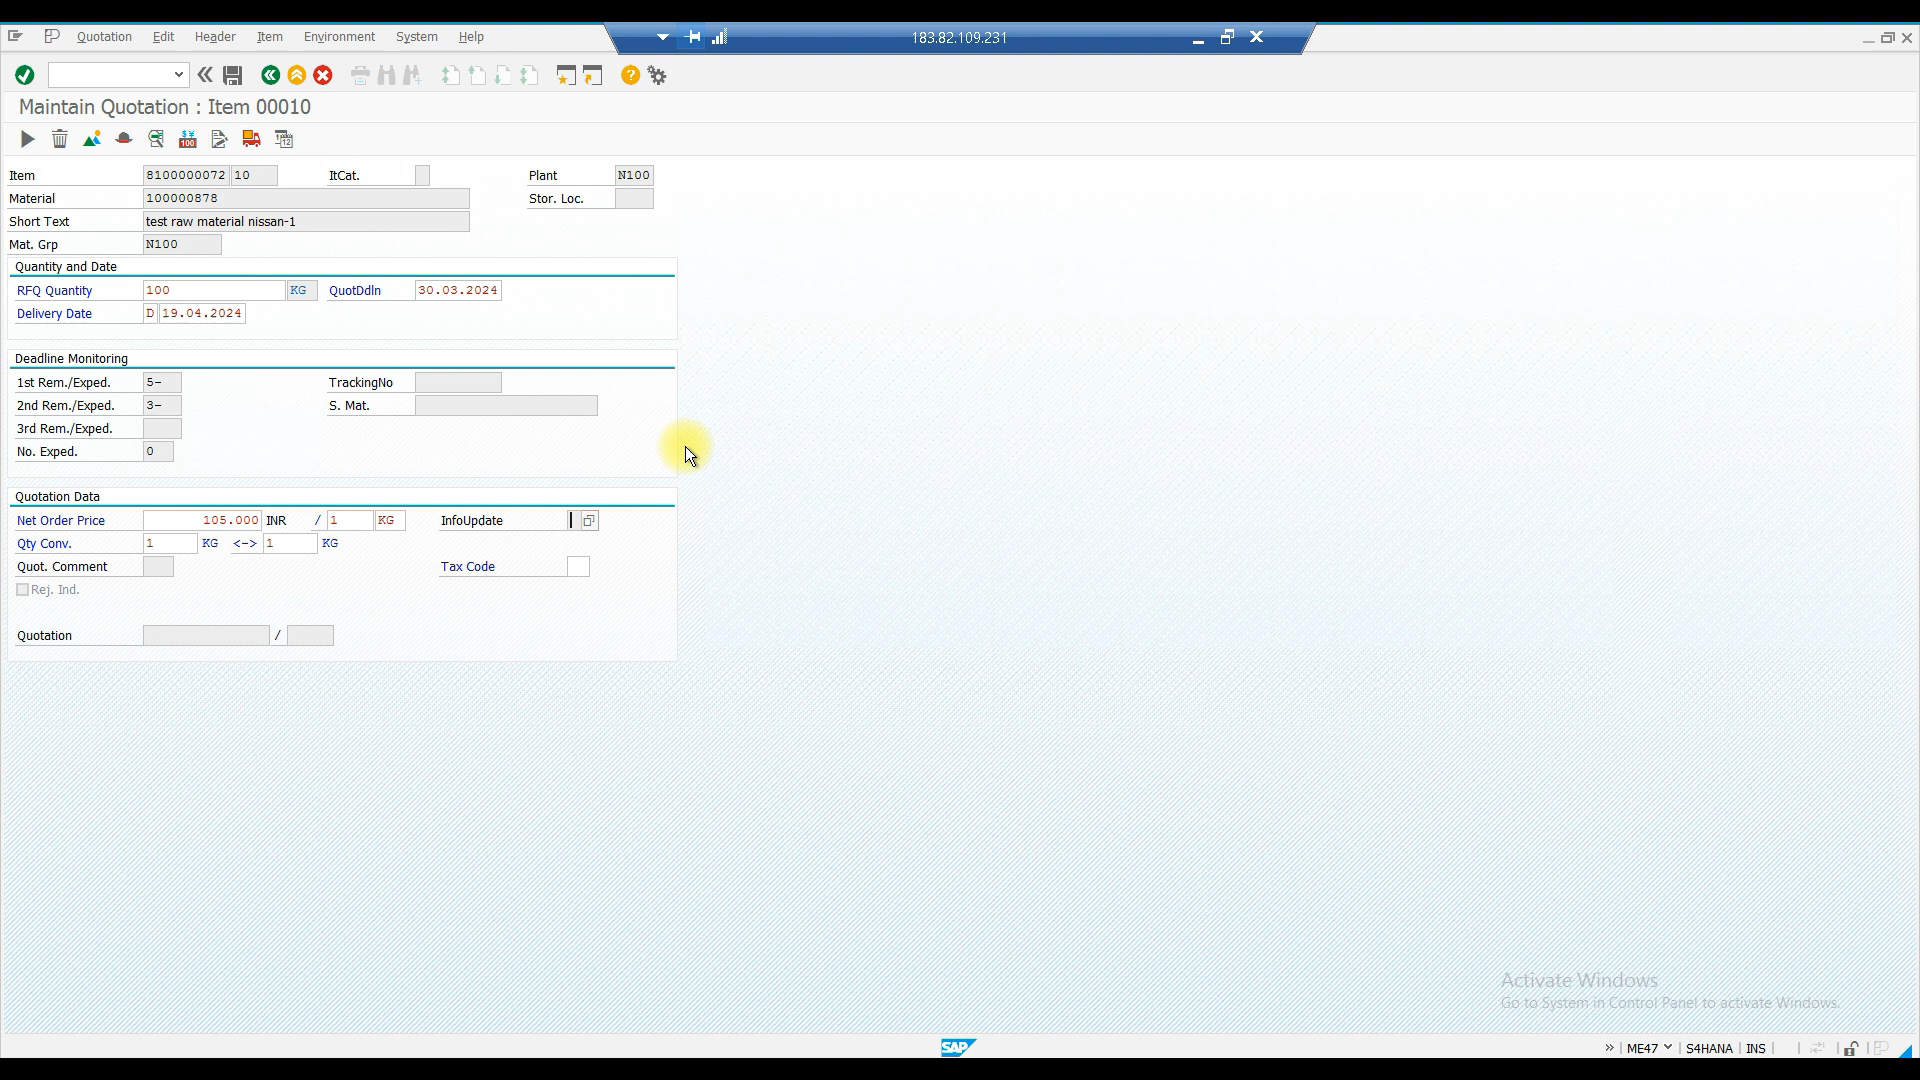 Quotation Edit Header Item Environment System Help
183.82.109.231
Maintain Quotation : Item 00010
Item 8100000072 10 ItCat. Plant N100
Material 100000878 Stor. Loc.
Short Text test raw material nissan-1
Mat. Grp N100
Quantity and Date
RFQ Quantity 100 KG QuotDdln 30.03.2024
Delivery Date D 19.04.2024
Deadline Monitoring
1st Rem./Exped. 5- TrackingNo
2nd Rem./Exped. 3- S. Mat.
3rd Rem./Exped.
No. Exped. 0
Quotation Data
Net Order Price 105.000 INR / 1 KG InfoUpdate
Qty Conv. 1 KG <-> 1 KG
Quot. Comment Tax Code
Rej. Ind.
Quotation /
Activate Windows
Go to System in Control Panel to activate Windows.
SAP
» ME47 S4HANA INS